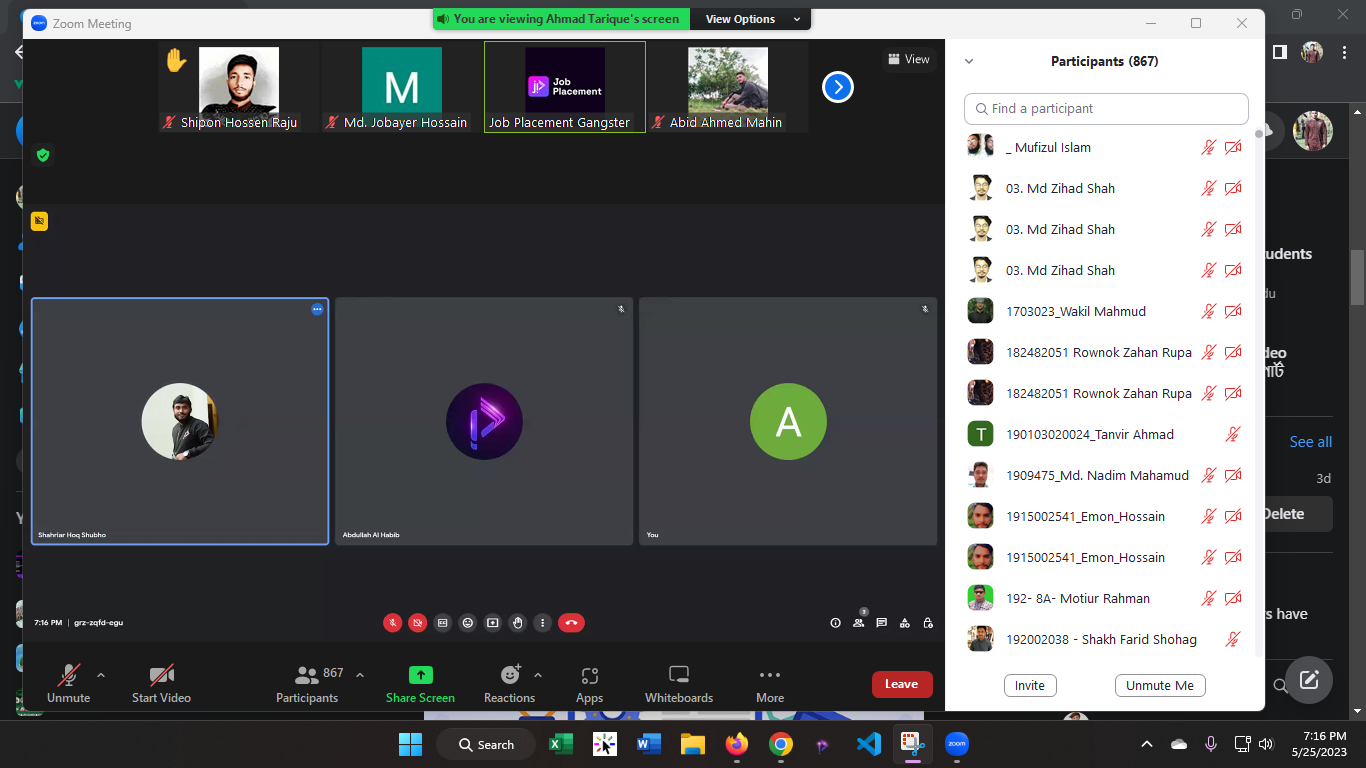 Zoom Meeting
You are viewing Ahmad Tarique's screen
View Options
Shipon Hossen Raju
M
Md. Jobayer Hossain
Job
Placement
Job Placement Gangster
Abid Ahmed Mahin
View
Shahriar Hoq Shubho
Abdullah Al Habib
A
You
7:16 PM | grz-zqfd-egu
3
Unmute
Start Video
867
Participants
Share Screen
Reactions
Apps
Whiteboards
More
Leave
Participants (867)
Find a participant
_ Mufizul Islam
03. Md Zihad Shah
03. Md Zihad Shah
03. Md Zihad Shah
1703023_Wakil Mahmud
182482051 Rownok Zahan Rupa
182482051 Rownok Zahan Rupa
T
190103020024_Tanvir Ahmad
1909475_Md. Nadim Mahamud
1915002541_Emon_Hossain
1915002541_Emon_Hossain
192- 8A- Motiur Rahman
192002038 - Shakh Farid Shohag
Invite
Unmute Me
See all
3d
Delete
s have
Search
zoom
7:16 PM
5/25/2023